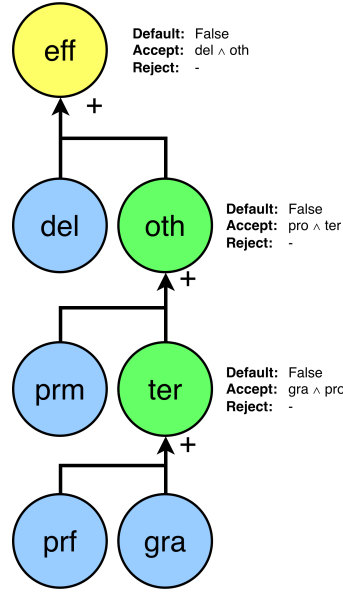 eff
Default: False
Accept: del ∧ oth
Reject: -
+
del
oth
Default: False
Accept: pro ∧ ter
Reject: -
+
prm
ter
Default: False
Accept: gra ∧ pro
Reject: -
+
prf
gra